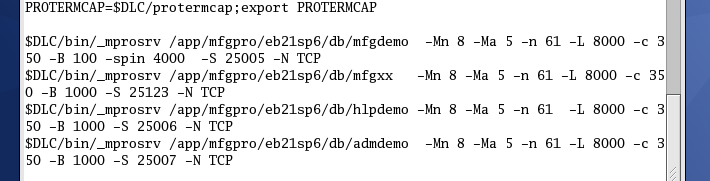 PROTERMCAP=$DLC/protermcap;export PROTERMCAP
$DLC/bin/_mprosrv /app/mfgpro/eb21sp6/db/mfgdemo  -Mn 8 -Ma 5 -n 61 -L 8000 -c 3
50 -B 100 -spin 4000  -S 25005 -N TCP
$DLC/bin/_mprosrv /app/mfgpro/eb21sp6/db/mfgxx   -Mn 8 -Ma 5 -n 61 -L 8000 -c 35
0 -B 1000 -S 25123 -N TCP
$DLC/bin/_mprosrv /app/mfgpro/eb21sp6/db/hlpdemo -Mn 8 -Ma 5 -n 61  -L 8000 -c 3
50 -B 1000 -S 25006 -N TCP
$DLC/bin/_mprosrv /app/mfgpro/eb21sp6/db/admdemo  -Mn 8 -Ma 5 -n 61 -L 8000 -c 3
50 -B 1000 -S 25007 -N TCP